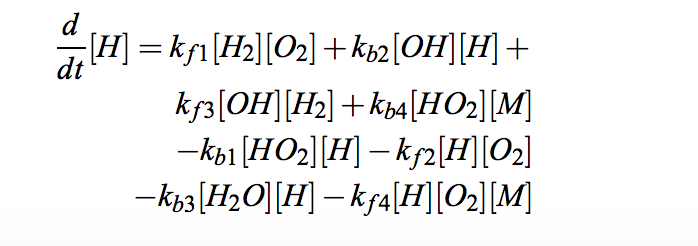 \frac{d}{dt}[H] = k_{f1}[H_2][O_2] + k_{b2}[OH][H] +
k_{f3}[OH][H_2] + k_{b4}[HO_2][M]
-k_{b1}[HO_2][H] - k_{f2}[H][O_2]
-k_{b3}[H_2O][H] - k_{f4}[H][O_2][M]